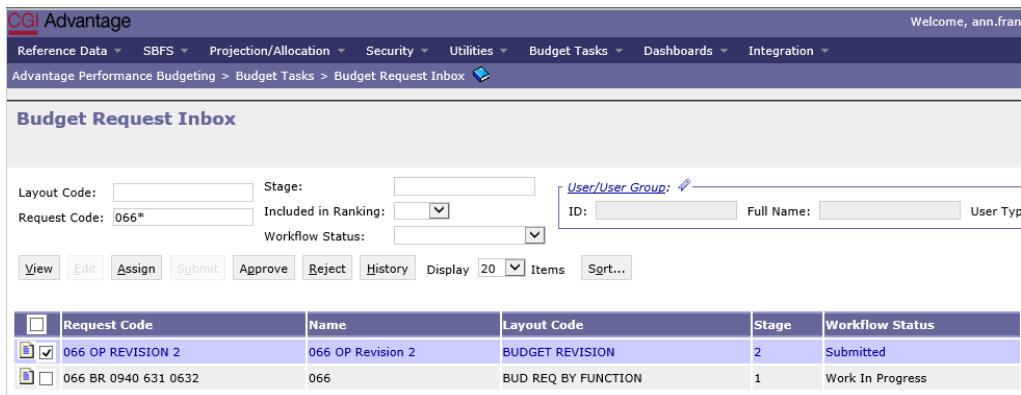 CGI Advantage
Welcome, ann.fran
Reference Data SBFS Projection/Allocation Security Utilities Budget Tasks Dashboards Integration
Advantage Performance Budgeting > Budget Tasks > Budget Request Inbox
Budget Request Inbox
Layout Code: Stage: User/User Group:
Request Code: 066* Included in Ranking: ID: Full Name: User Typ
Workflow Status:
View Edit Assign Submit Approve Reject History Display 20 Items Sort...
Request Code Name Layout Code Stage Workflow Status
066 OP REVISION 2 066 OP Revision 2 BUDGET REVISION 2 Submitted
066 BR 0940 631 0632 066 BUD REQ BY FUNCTION 1 Work In Progress